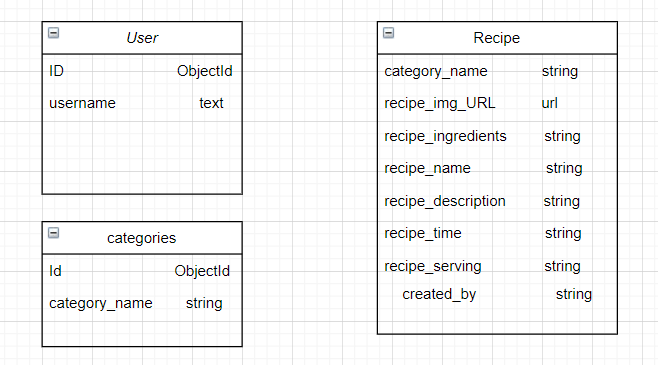 User
ID ObjectId
username text
categories
Id ObjectId
category_name string
Recipe
category_name string
recipe_img_URL url
recipe_ingredients string
recipe_name string
recipe_description string
recipe_time string
recipe_serving string
created_by string